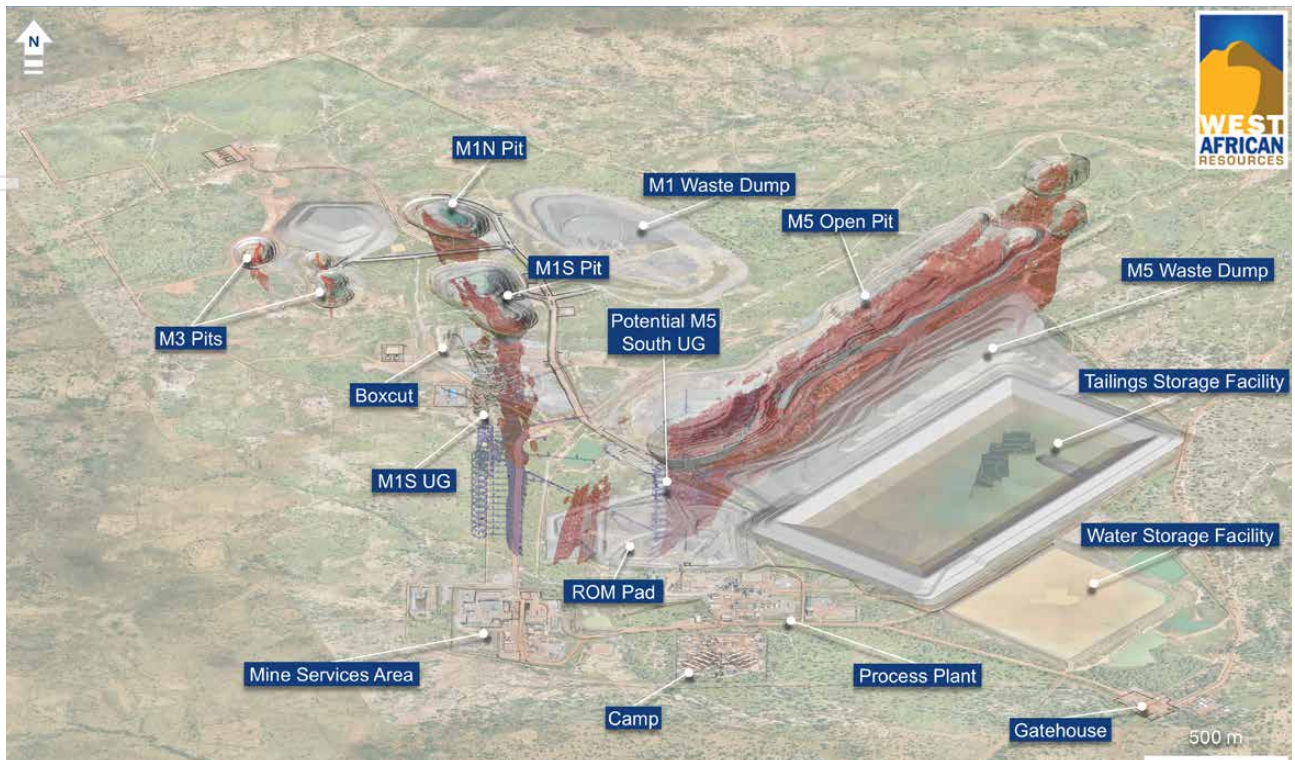 N
WEST
AFRICAN
RESOURCES
M1N Pit
M1 Waste Dump
M5 Open Pit
M1S Pit
M5 Waste Dump
M3 Pits
Potential M5
South UG
Boxcut
Tailings Storage Facility
M1S UG
Water Storage Facility
ROM Pad
Mine Services Area
Process Plant
Camp
Gatehouse
500 m